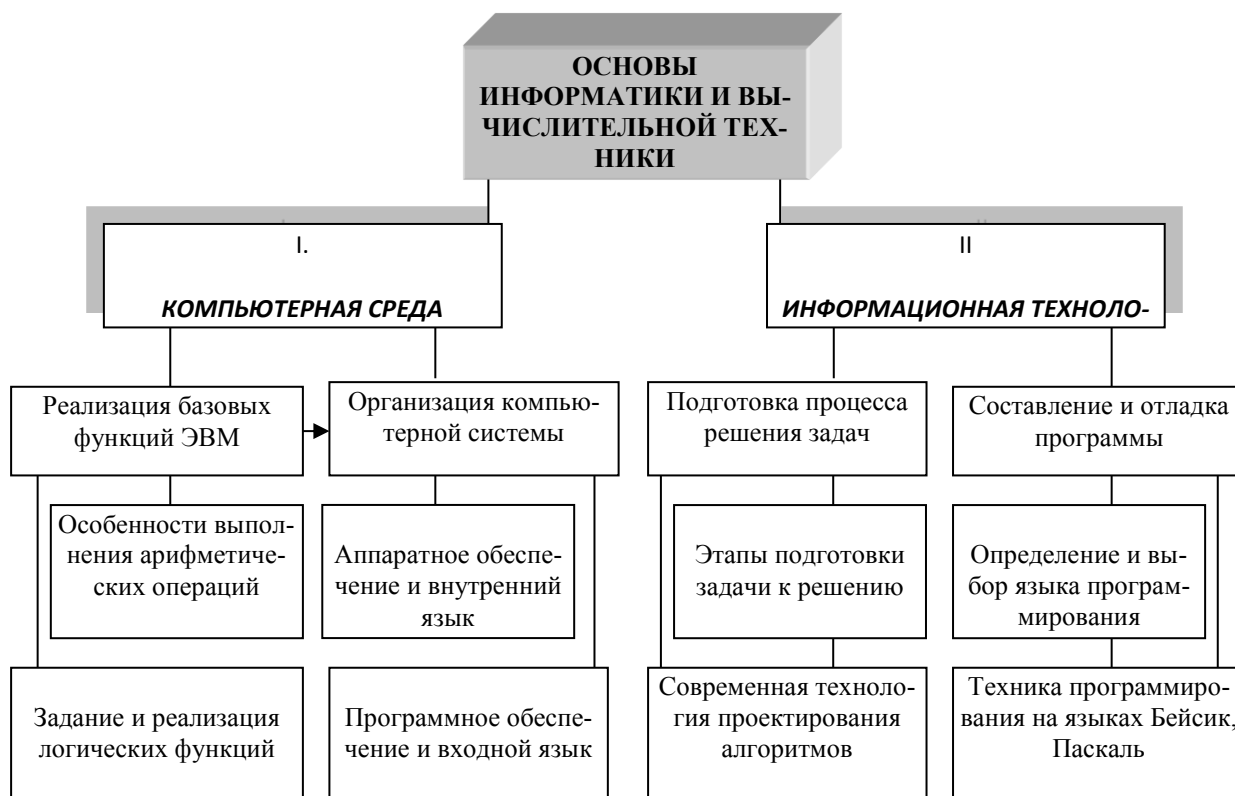 ОСНОВЫ
ИНФОРМАТИКИ И ВЫ-
ЧИСЛИТЕЛЬНОЙ ТЕХ-
НИКИ
I.
КОМПЬЮТЕРНАЯ СРЕДА
II
ИНФОРМАЦИОННАЯ ТЕХНОЛО-
Реализация базовых
функций ЭВМ
Организация компью-
терной системы
Подготовка процесса
решения задач
Составление и отладка
программы
Особенности выпол-
нения арифметиче-
ских операций
Аппаратное обеспе-
чение и внутренний
язык
Этапы подготовки
задачи к решению
Определение и вы-
бор языка програм-
мирования
Задание и реализация
логических функций
Программное обеспе-
чение и входной язык
Современная техноло-
гия проектирования
алгоритмов
Техника программиро-
вания на языках Бейсик,
Паскаль